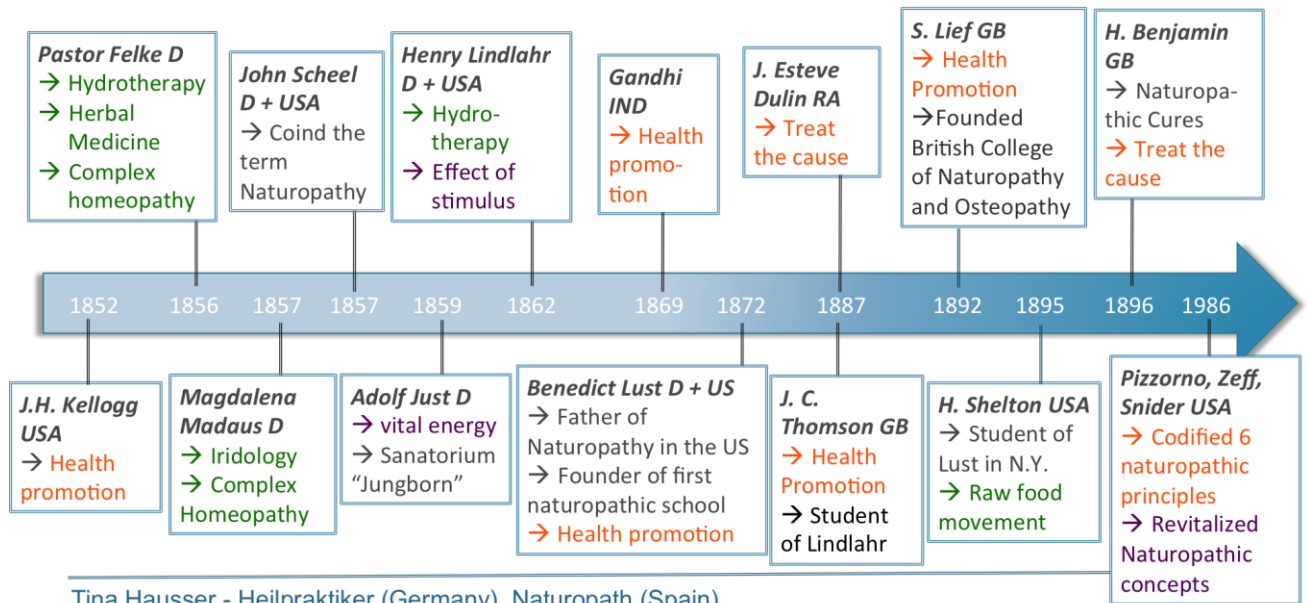 Pastor Felke D
→ Hydrotherapy
→ Herbal
Medicine
→ Complex
homeopathy
John Scheel
D + USA
→ Coind the
term
Naturopathy
Henry Lindlahr
D + USA
→ Hydro-
therapy
→ Effect of
stimulus
Gandhi
IND
→ Health
promo-
tion
J. Esteve
Dulin RA
→ Treat
the cause
S. Lief GB
→ Health
Promotion
→Founded
British College
of Naturopathy
and Osteopathy
H. Benjamin
GB
→ Naturopa-
thic Cures
→ Treat the
cause
1852 1856 1857 1857 1859 1862 1869 1872 1887 1892 1895 1896 1986
J.H. Kellogg
USA
→ Health
promotion
Magdalena
Madaus D
→ Iridology
→ Complex
Homeopathy
Adolf Just D
→ vital energy
→ Sanatorium
“Jungborn”
Benedict Lust D + US
→ Father of
Naturopathy in the US
→ Founder of first
naturopathic school
→ Health promotion
J. C.
Thomson GB
→ Health
Promotion
→ Student
of Lindlahr
H. Shelton USA
→ Student of
Lust in N.Y.
→ Raw food
movement
Pizzorno, Zeff,
Snider USA
→ Codified 6
naturopathic
principles
→ Revitalized
Naturopathic
concepts
Tina Hausser - Heilpraktiker (Germany), Naturopath (Spain)